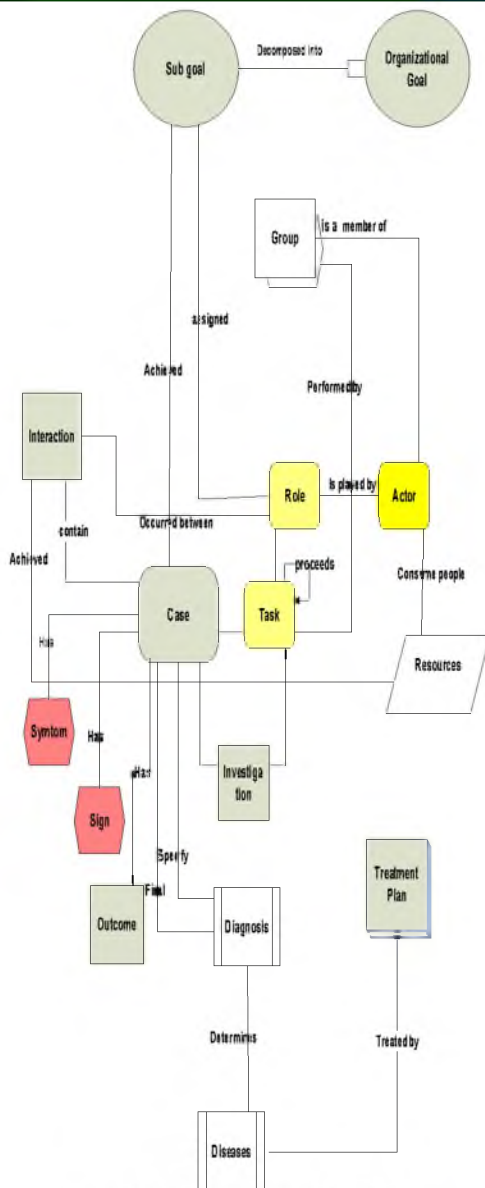 Sub goal
Decomposed into
Organizational
Goal
Group
is a member of
assigned
Achieved
Performed by
Interaction
Role
Is played by
Actor
contain
Occurred between
Achieved
proceeds
Consume people
Case
Task
Has
Resources
Symtom
Has
Sign
Has
Investiga
tion
Specify
Final
Treatment
Plan
Outcome
Diagnosis
Determines
Treated by
Diseases